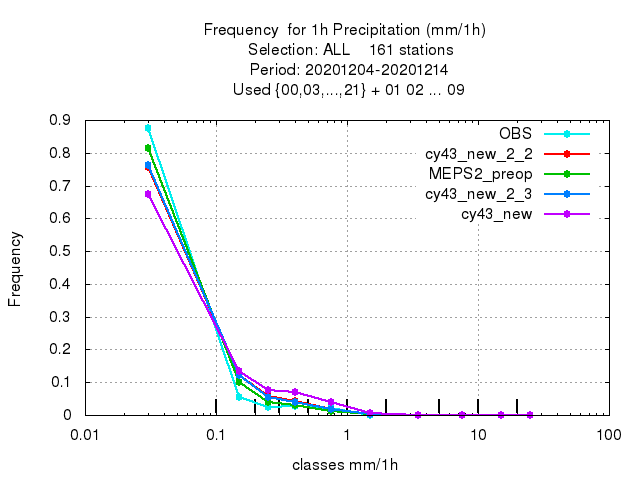 Frequency  for 1h Precipitation (mm/1h)
Selection: ALL    161 stations
Period: 20201204-20201214
Used {00,03,...,21} + 01 02 ... 09
OBS
cy43_new_2_2
MEPS2_preop
cy43_new_2_3
cy43_new
0.9
0.8
0.7
0.6
0.5
0.4
0.3
0.2
0.1
0
Frequency
0.01 0.1 1 10 100
classes mm/1h